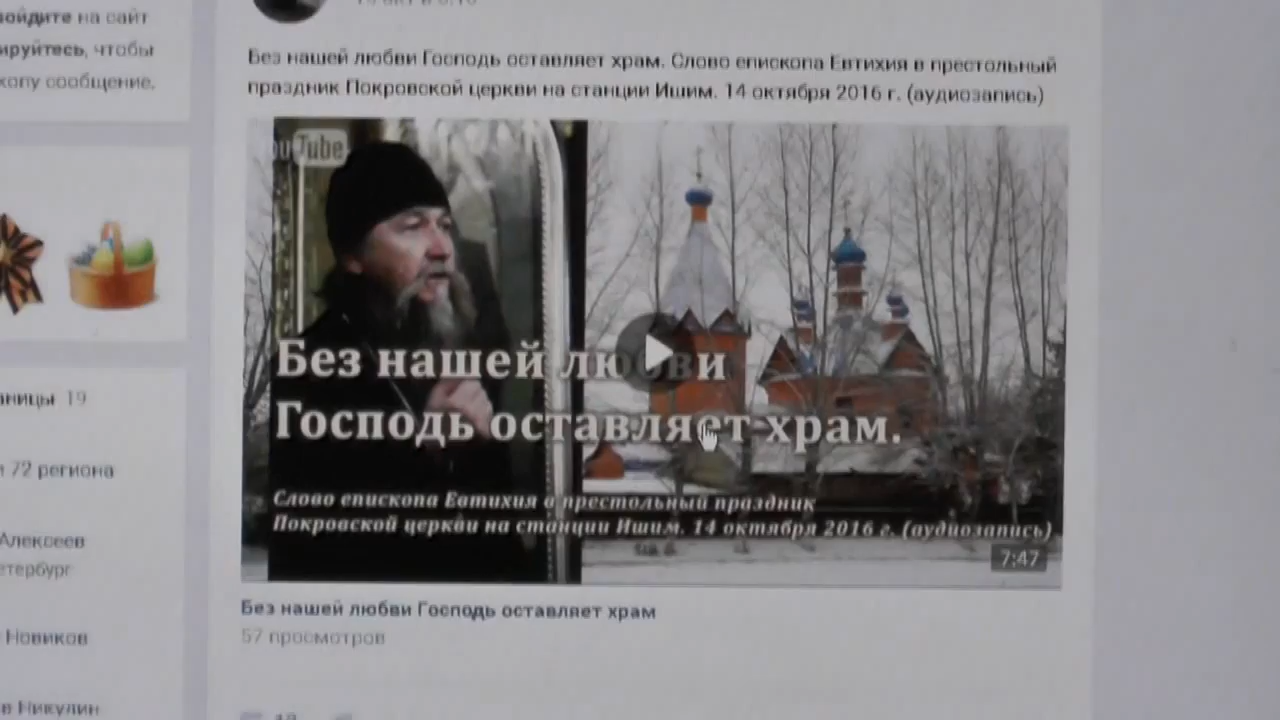 войдите на сайт
ируйтесь, чтобы
копу сообщение.
аницы 19
и 72 региона
Алексеев
етербург
Новиков
в Никулин
Без нашей любви Господь оставляет храм. Слово епископа Евтихия в престольный
праздник Покровской церкви на станции Ишим. 14 октября 2016 г. (аудиозапись)
ouTube
Без нашей любви
Господь оставляет храм.
Слово епископа Евтихия в престольный праздник
Покровской церкви на станции Ишим. 14 октября 2016 г. (аудиозапись)
7:47
Без нашей любви Господь оставляет храм
57 просмотров